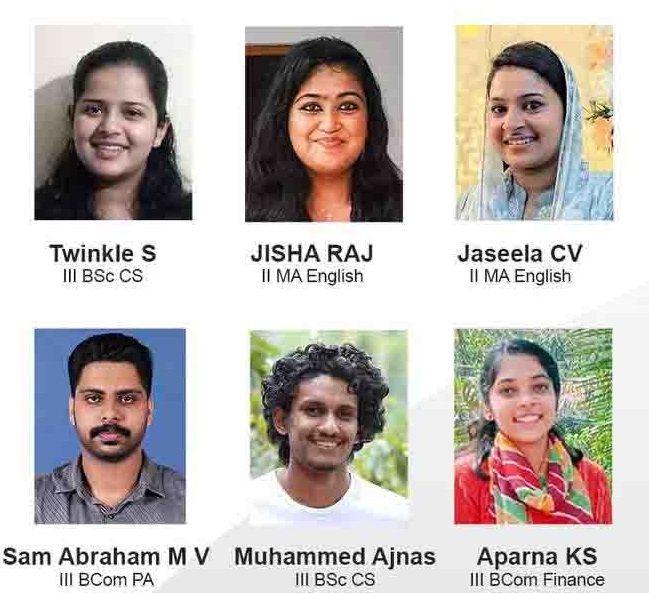 Twinkle S
III BSc CS
JISHA RAJ
II MA English
Jaseela CV
II MA English
Sam Abraham M V
III BCom PA
Muhammed Ajnas
III BSc CS
Aparna KS
III BCom Finance